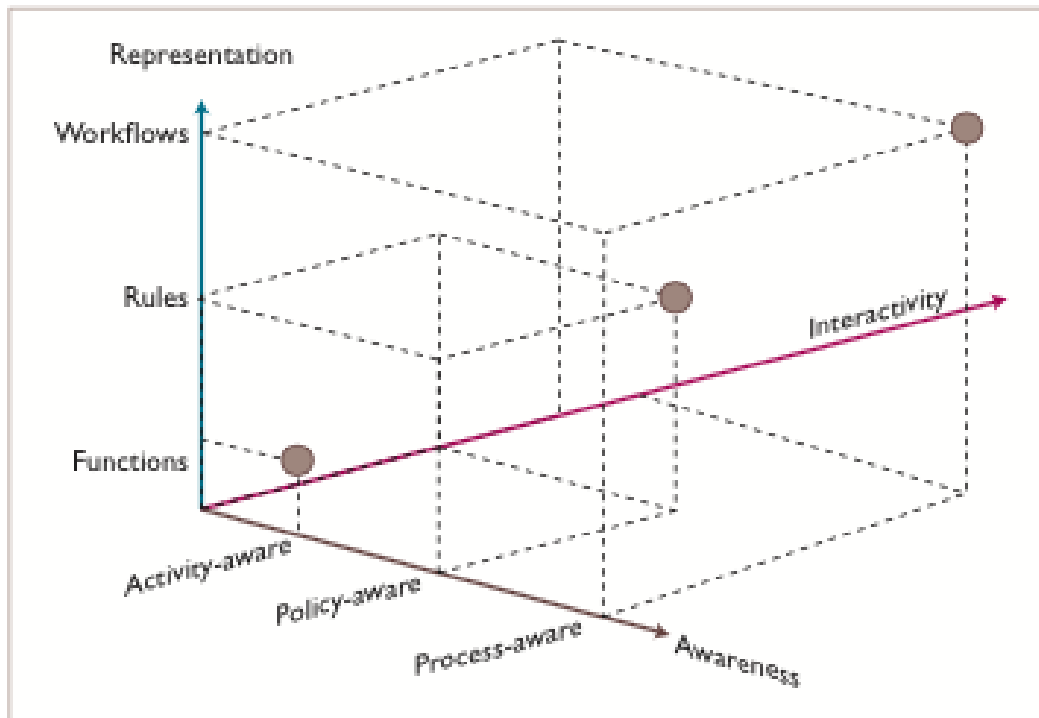 Representation
Workflows
Rules
Interactivity
Functions
Activity-aware
Policy-aware
Process-aware
Awareness